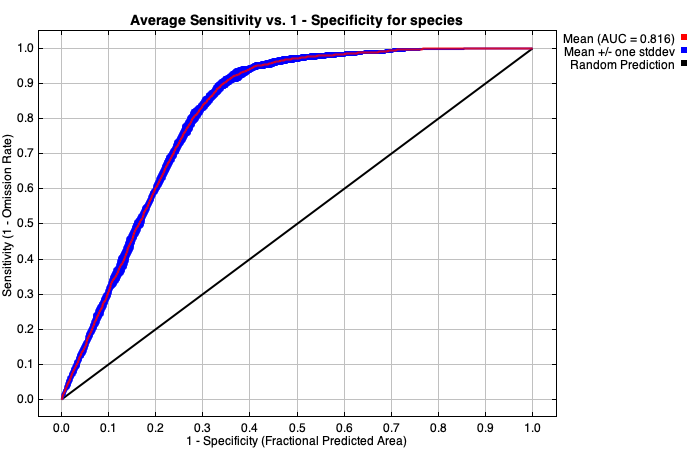 Average Sensitivity vs. 1 - Specificity for species
Mean (AUC = 0.816)
Mean +/- one stddev
Random Prediction
Sensitivity (1 - Omission Rate)
1.0
0.9
0.8
0.7
0.6
0.5
0.4
0.3
0.2
0.1
0.0
0.0 0.1 0.2 0.3 0.4 0.5 0.6 0.7 0.8 0.9 1.0
1 - Specificity (Fractional Predicted Area)